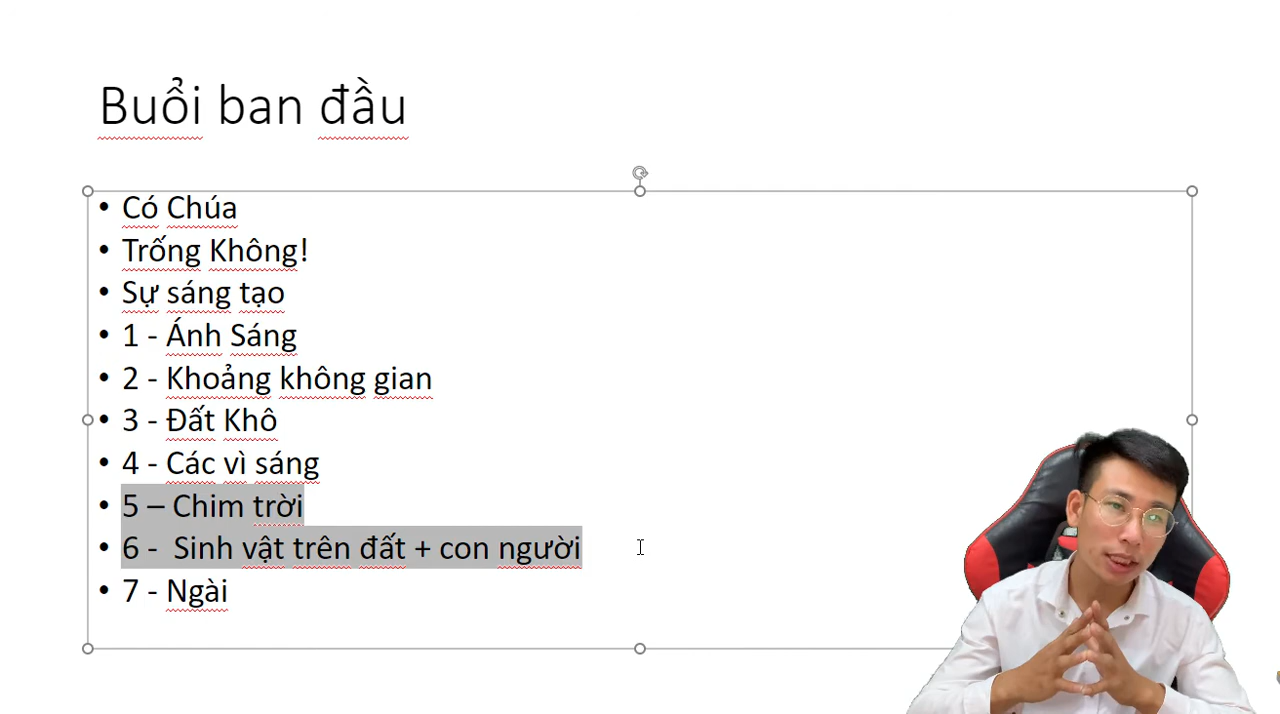 Buổi ban đầu
• Có Chúa
• Trống Không!
• Sự sáng tạo
• 1 - Ánh Sáng
• 2 - Khoảng không gian
• 3 - Đất Khô
• 4 - Các vì sáng
• 5 – Chim trời
• 6 -  Sinh vật trên đất + con người
• 7 - Ngài